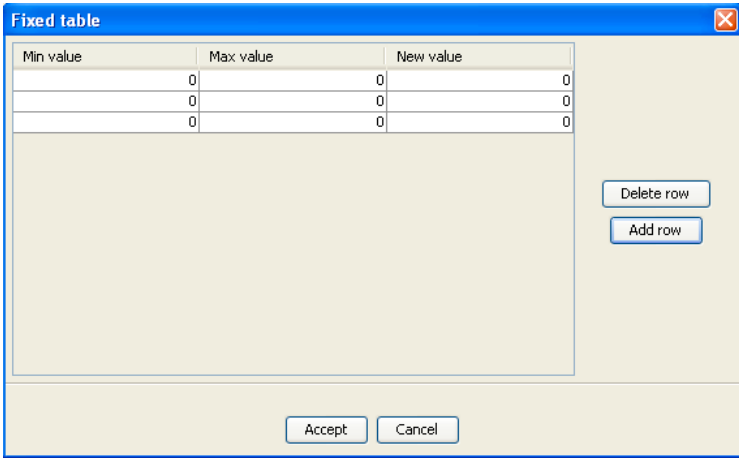 Fixed table
Min value Max value New value
0 0 0
0 0 0
0 0 0
Delete row
Add row
Accept Cancel